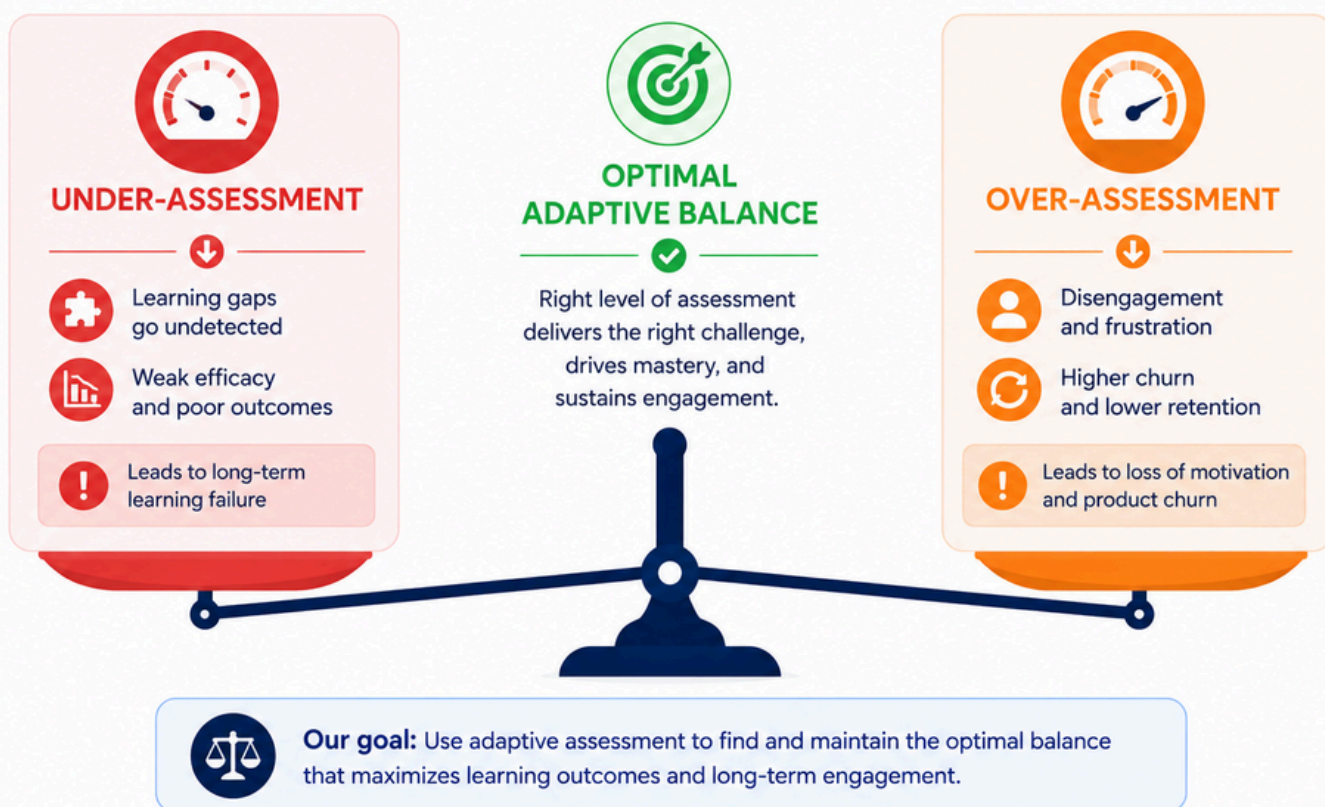 UNDER-ASSESSMENT
Learning gaps
go undetected
Weak efficacy
and poor outcomes
Leads to long-term
learning failure
OPTIMAL
ADAPTIVE BALANCE
Right level of assessment
delivers the right challenge,
drives mastery, and
sustains engagement.
OVER-ASSESSMENT
Disengagement
and frustration
Higher churn
and lower retention
Leads to loss of motivation
and product churn
Our goal: Use adaptive assessment to find and maintain the optimal balance
that maximizes learning outcomes and long-term engagement.